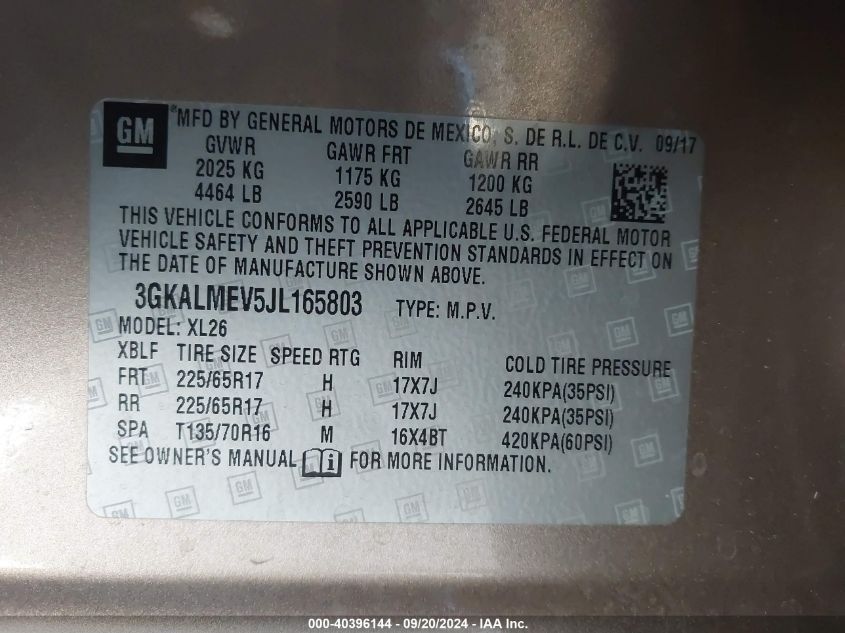 GM ®MFD BY GENERAL MOTORS DE MEXICO, S. DE R.L. DE C.V. 09/17
GVWR GAWR FRT GAWR RR
2025 KG 1175 KG 1200 KG
4464 LB 2590 LB 2645 LB
THIS VEHICLE CONFORMS TO ALL APPLICABLE U.S. FEDERAL MOTOR
VEHICLE SAFETY AND THEFT PREVENTION STANDARDS IN EFFECT ON
THE DATE OF MANUFACTURE SHOWN ABOVE.
3GKALMEV5JL165803 TYPE: M.P.V.
MODEL: XL26
XBLF TIRE SIZE SPEED RTG RIM COLD TIRE PRESSURE
FRT 225/65R17 H 17X7J 240KPA(35PSI)
RR 225/65R17 H 17X7J 240KPA(35PSI)
SPA T135/70R16 M 16X4BT 420KPA(60PSI)
SEE OWNER'S MANUAL i FOR MORE INFORMATION.
000-40396144 - 09/20/2024 - IAA Inc.